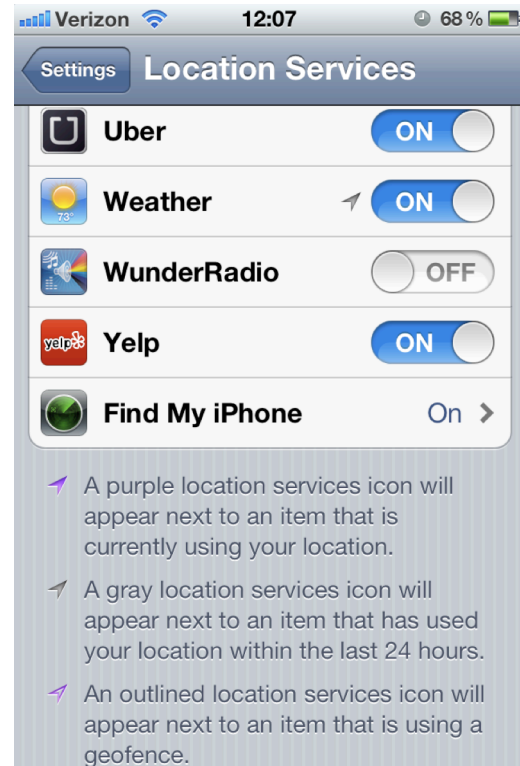 Verizon 12:07 68%
Settings Location Services
Uber ON
73°
Weather ON
WunderRadio OFF
yelp
Yelp ON
Find My iPhone On
A purple location services icon will
appear next to an item that is
currently using your location.
A gray location services icon will
appear next to an item that has used
your location within the last 24 hours.
An outlined location services icon will
appear next to an item that is using a
geofence.